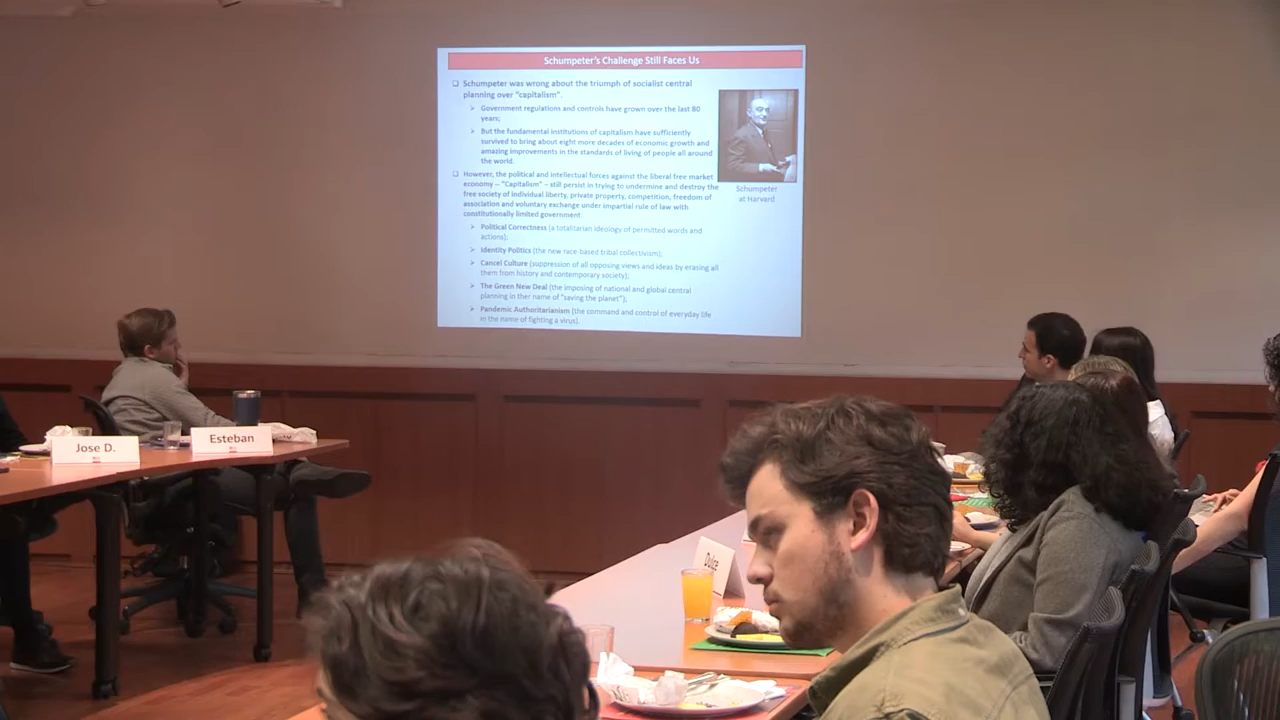 Schumpeter's Challenge Still Faces Us
❑ Schumpeter was wrong about the triumph of socialist central
planning over "capitalism".
➢ Government regulations and controls have grown over the last 80
years;
➢ But the fundamental institutions of capitalism have sufficiently
survived to bring about eight more decades of economic growth and
amazing improvements in the standards of living of people all around
the world.
❑ However, the political and intellectual forces against the liberal free market
economy – "Capitalism" – still persist in trying to undermine and destroy the
free society of individual liberty, private property, competition, freedom of
association and voluntary exchange under impartial rule of law with
constitutionally limited government.
➢ Political Correctness (a totalitarian ideology of permitted words and
actions);
➢ Identity Politics (the new race-based tribal collectivism);
➢ Cancel Culture (suppression of all opposing views and ideas by erasing all
them from history and contemporary society);
➢ The Green New Deal (the imposing of national and global central
planning in ther name of "saving the planet");
➢ Pandemic Authoritarianism (the command and control of everyday life
in the name of fighting a virus).
Schumpeter
at Harvard
Jose D.
Esteban
Dulce